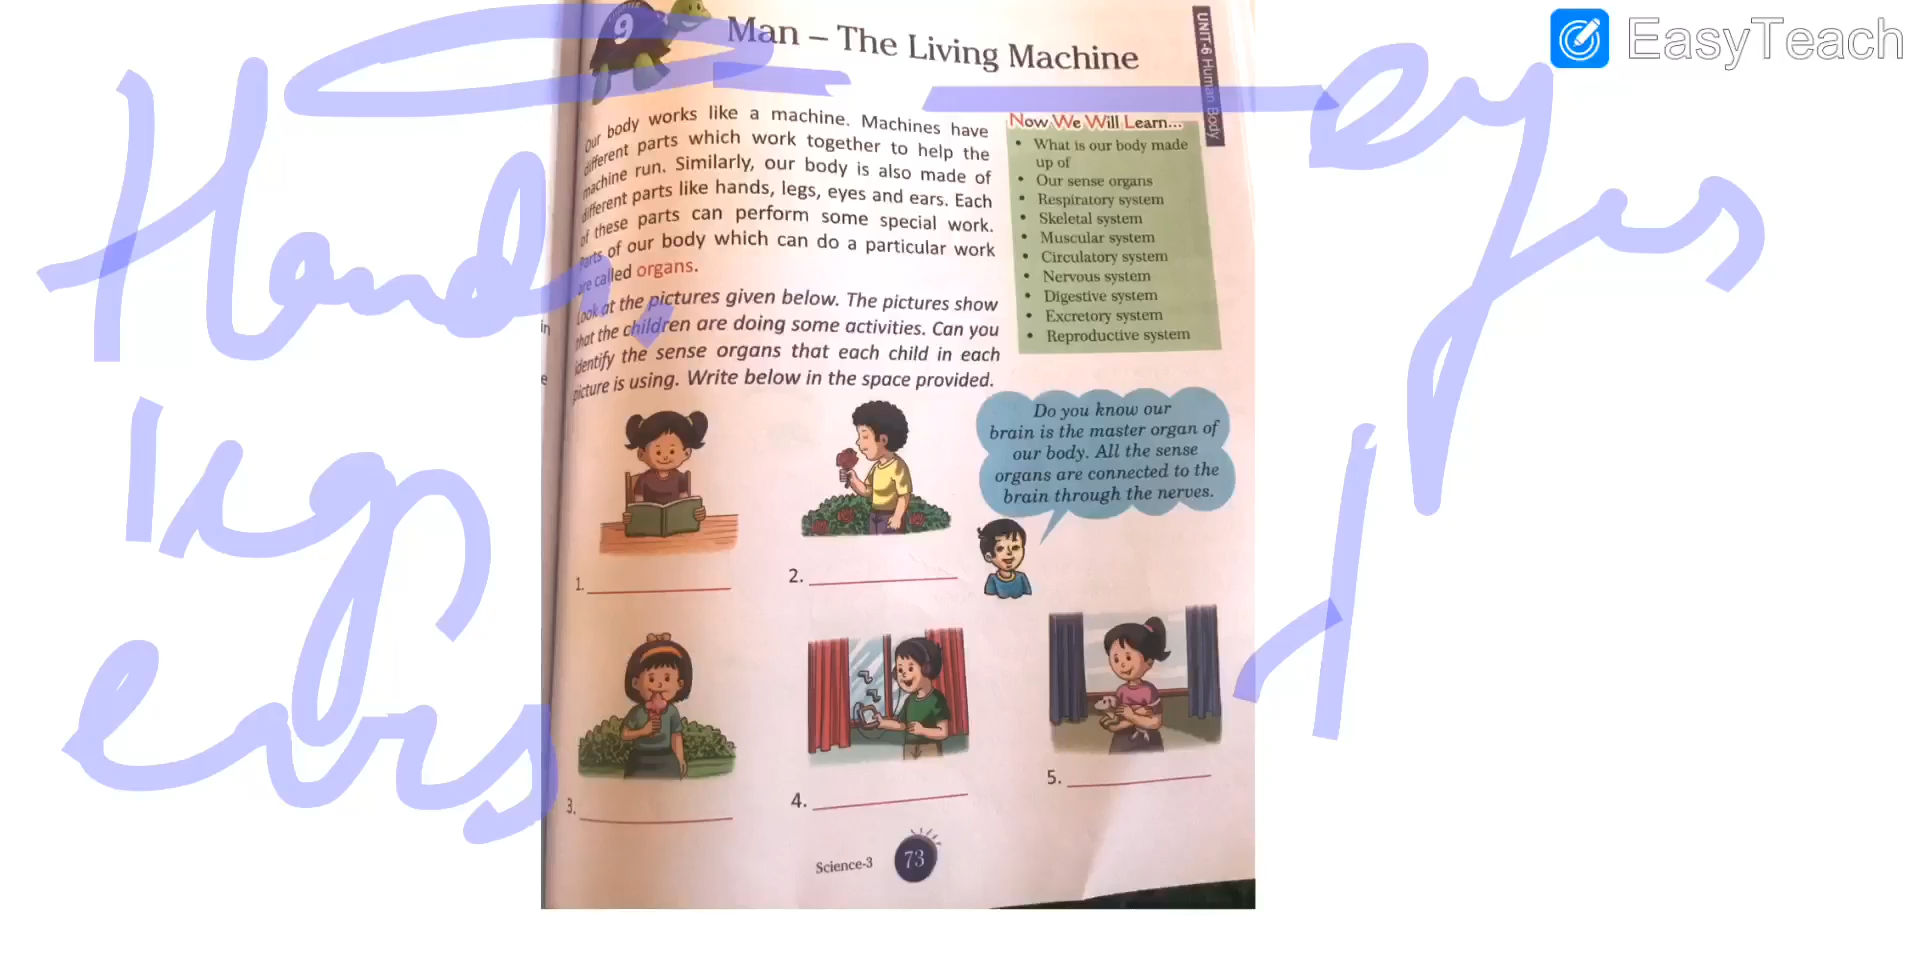 9
Man – The Living Machine
UNIT-6 Human Body
EasyTeach
Our body works like a machine. Machines have
different parts which work together to help the
machine run. Similarly, our body is also made of
different parts like hands, legs, eyes and ears. Each
of these parts can perform some special work.
Parts of our body which can do a particular work
are called organs.
Look at the pictures given below. The pictures show
that the children are doing some activities. Can you
identify the sense organs that each child in each
picture is using. Write below in the space provided.
Now We Will Learn...
• What is our body made
up of
• Our sense organs
• Respiratory system
• Skeletal system
• Muscular system
• Circulatory system
• Nervous system
• Digestive system
• Excretory system
• Reproductive system
Do you know our
brain is the master organ of
our body. All the sense
organs are connected to the
brain through the nerves.
1.
2.
3.
4.
5.
Science-3
73
in
e
Hand
legs
ears
eyes